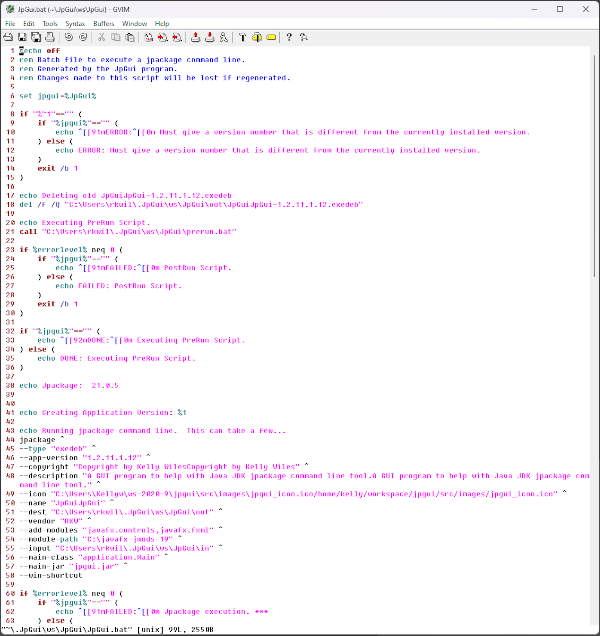 JpGui.bat (~\.JpGui\ws\JpGui) - GVIM
File Edit Tools Syntax Buffers Window Help
1 @echo off
2 rem Batch file to execute a jpackage command line.
3 rem Generated by the JpGui program.
4 rem Changes made to this script will be lost if regenerated.
5
6 set jpgui=%JpGui%
7
8 if "%~1"=="" (
9 if "%jpgui%"=="" (
10 echo ^[[91mERROR:^[[0m Must give a version number that is different from the currently installed version.
11 ) else (
12 echo ERROR: Must give a version number that is different from the currently installed version.
13 )
14 exit /b 1
15 )
16
17 echo Deleting old JpGuiJpGui-1.2.11.1.12.exedeb
18 del /F /Q "C:\Users\rkwil\.JpGui\ws\JpGui\out\JpGuiJpGui-1.2.11.1.12.exedeb"
19
20 echo Executing PreRun Script.
21 call "C:\Users\rkwil\.JpGui\ws\JpGui\prerun.bat"
22
23 if %errorlevel% neq 0 (
24 if "%jpgui%"=="" (
25 echo ^[[91mFAILED:^[[0m PostRun Script.
26 ) else (
27 echo FAILED: PostRun Script.
28 )
29 exit /b 1
30 )
31
32 if "%jpgui%"=="" (
33 echo ^[[92mDONE:^[[0m Executing PreRun Script.
34 ) else (
35 echo DONE: Executing PreRun Script.
36 )
37
38 echo Jpackage: 21.0.5
39
40
41 echo Creating Application Version: %1
42
43 echo Running jpackage command line. This can take a few...
44 jpackage ^
45 --type "exedeb" ^
46 --app-version "1.2.11.1.12" ^
47 --copyright "Copyright by Kelly WilesCopyright by Kelly Wiles" ^
48 --description "A GUI program to help with Java JDK jpackage command line tool.A GUI program to help with Java JDK jpackage com
mand line tool." ^
49 --icon "C:\Users\Kellyw\ws-2020-9\jpgui\src\images\jpgui_icon.ico/home/kelly/workspace/jpgui/src/images/jpgui_icon.ico" ^
50 --name "JpGuiJpGui" ^
51 --dest "C:\Users\rkwil\.JpGui\ws\JpGui\out" ^
52 --vendor "RKW" ^
53 --add-modules "javafx.controls,javafx.fxml" ^
54 --module-path "C:\javafx-jmods-19" ^
55 --input "C:\Users\rkwil\.JpGui\ws\JpGui\in" ^
56 --main-class "application.Main" ^
57 --main-jar "jpgui.jar" ^
58 --win-shortcut
59
60 if %errorlevel% neq 0 (
61 if "%jpgui%"=="" (
62 echo ^[[91mFAILED:^[[0m Jpackage execution. ***
"~\.JpGui\ws\JpGui\JpGui.bat" [unix] 99L, 2550B